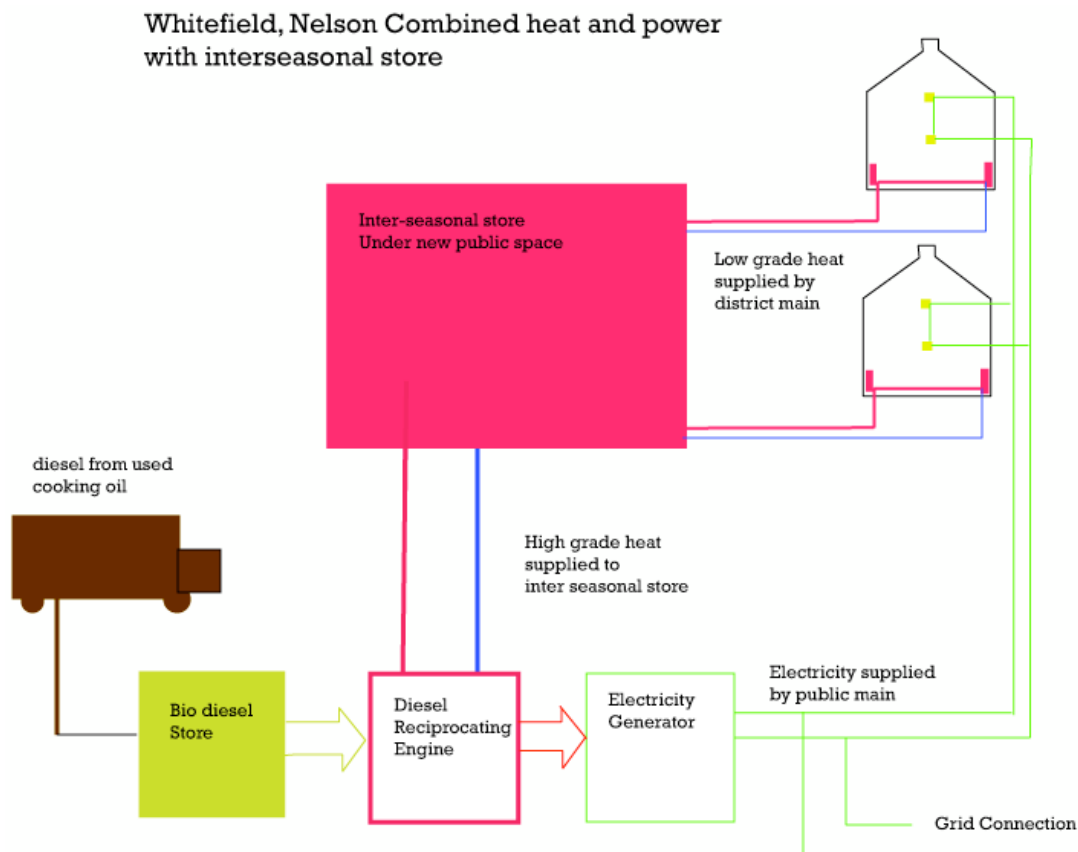 Whitefield, Nelson Combined heat and power
with interseasonal store
Inter-seasonal store
Under new public space
Low grade heat
supplied by
district main
diesel from used
cooking oil
High grade heat
supplied to
inter seasonal store
Bio diesel
Store
Diesel
Reciprocating
Engine
Electricity
Generator
Electricity supplied
by public main
Grid Connection